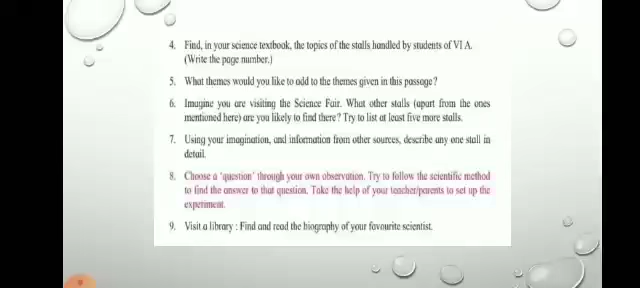 4. Find, in your science textbook, the topics of the stalls handled by students of VI A.
(Write the page number.)
5. What themes would you like to add to the themes given in this passage?
6. Imagine you are visiting the Science Fair. What other stalls (apart from the ones
mentioned here) are you likely to find there? Try to list at least five more stalls.
7. Using your imagination, and information from other sources, describe any one stall in
detail.
8. Choose a 'question' through your own observation. Try to follow the scientific method
to find the answer to that question. Take the help of your teacher/parents to set up the
experiment.
9. Visit a library : Find and read the biography of your favourite scientist.